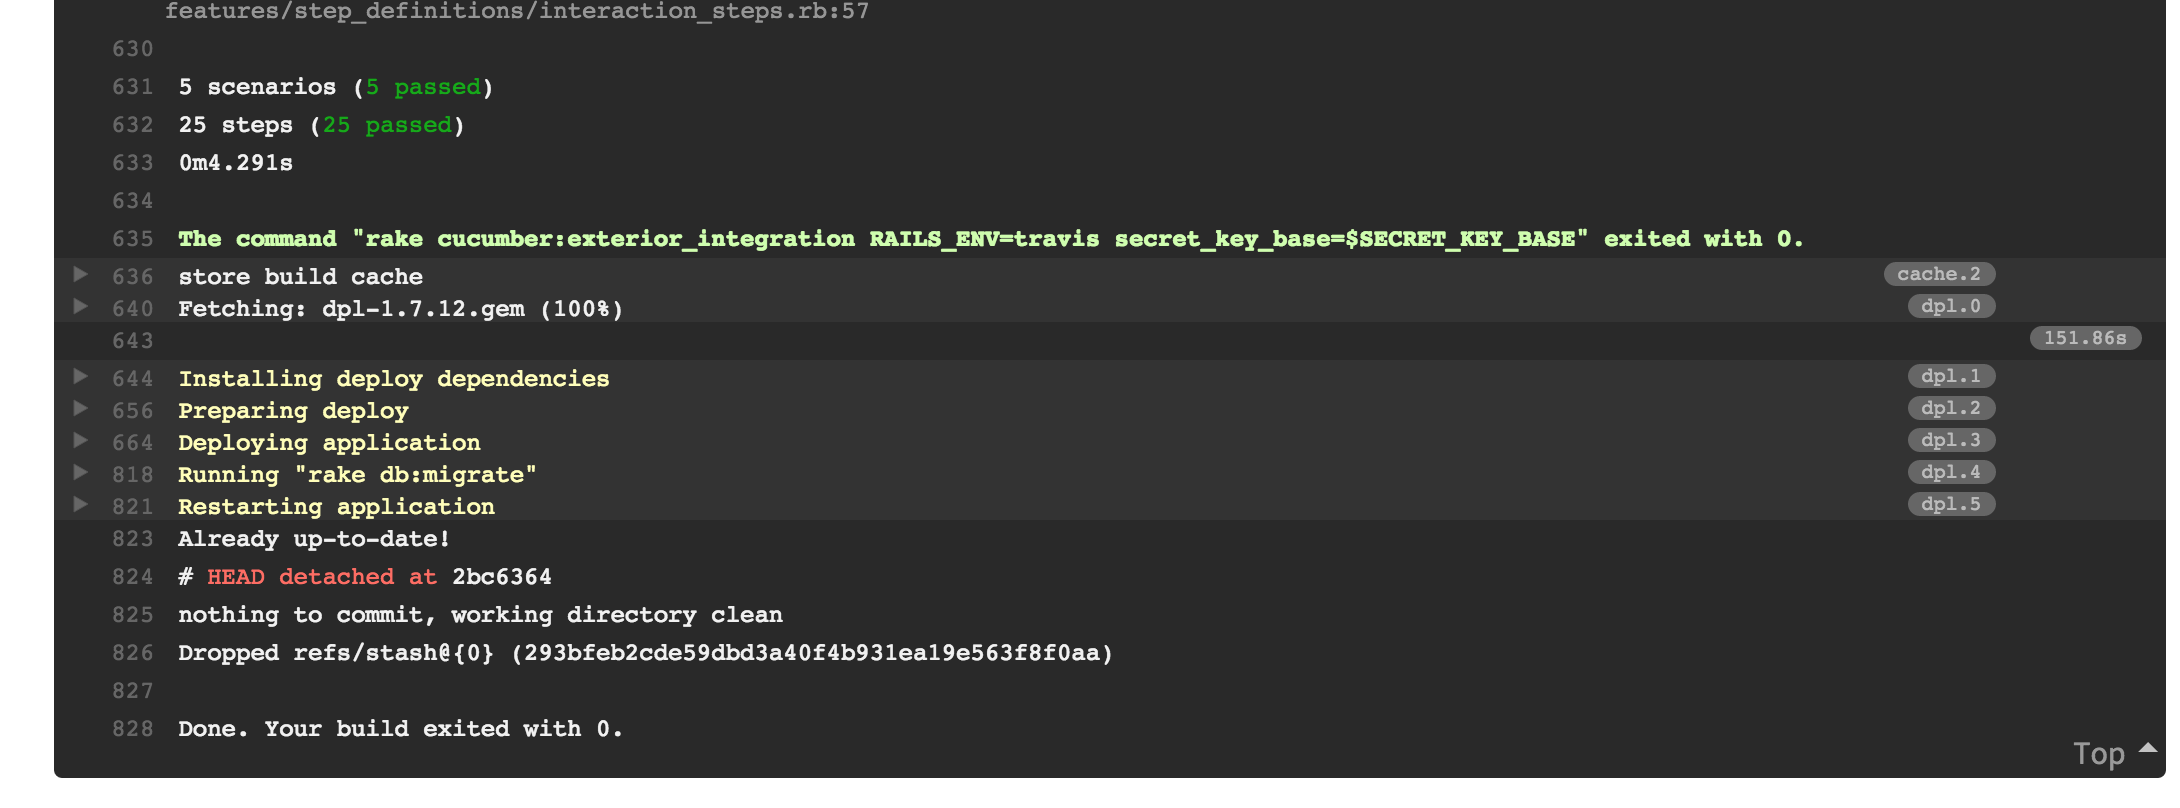 features/step_definitions/interaction_steps.rb:57
630
631 5 scenarios (5 passed)
632 25 steps (25 passed)
633 0m4.291s
634
635 The command "rake cucumber:exterior_integration RAILS_ENV=travis secret_key_base=$SECRET_KEY_BASE" exited with 0.
636 store build cache cache.2
640 Fetching: dpl-1.7.12.gem (100%) dpl.0
643 151.86s
644 Installing deploy dependencies dpl.1
656 Preparing deploy dpl.2
664 Deploying application dpl.3
818 Running "rake db:migrate" dpl.4
821 Restarting application dpl.5
823 Already up-to-date!
824 # HEAD detached at 2bc6364
825 nothing to commit, working directory clean
826 Dropped refs/stash@{0} (293bfeb2cde59dbd3a40f4b931ea19e563f8f0aa)
827
828 Done. Your build exited with 0.
Top